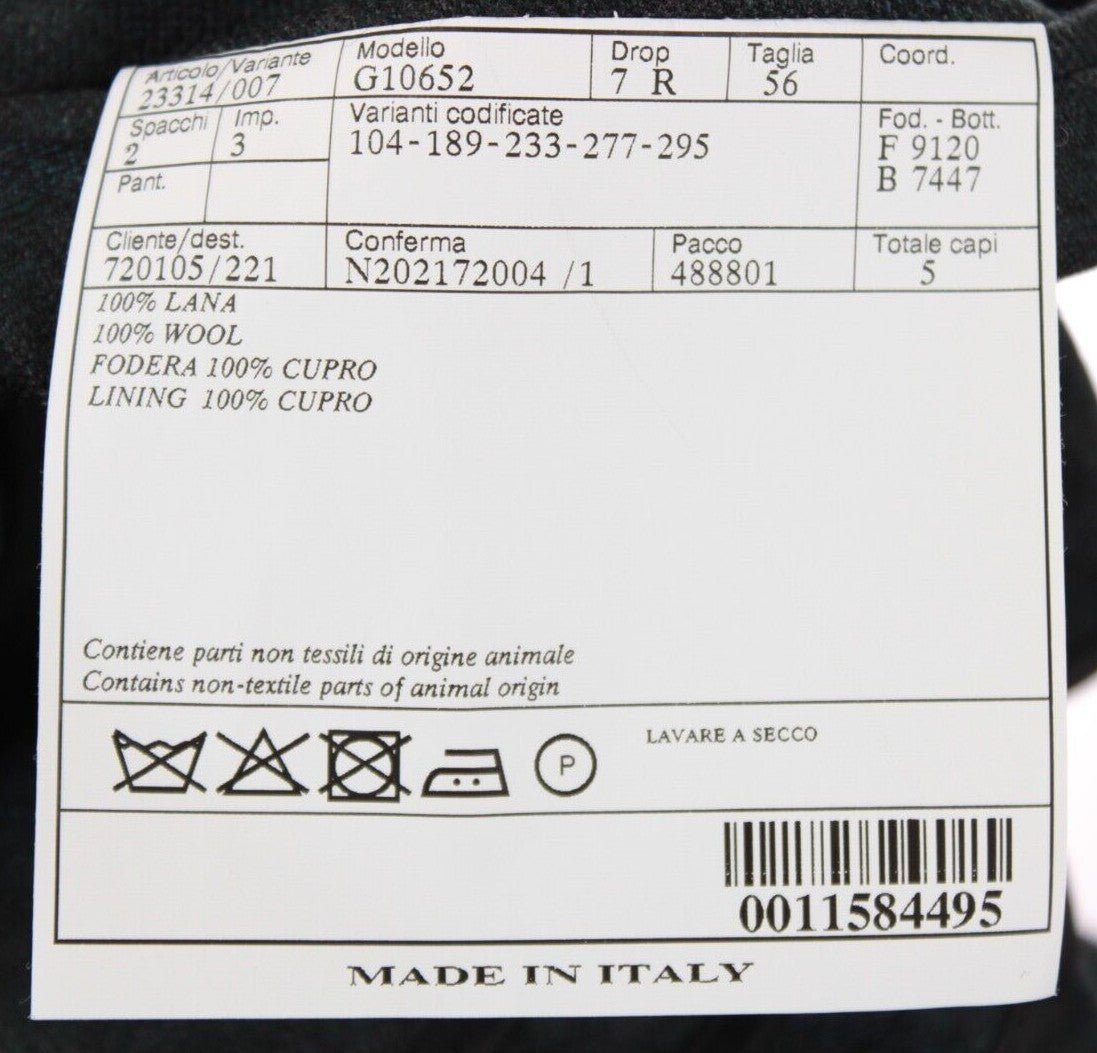 Articolo/Variante Modello Drop Taglia Coord.
23314/007 G10652 7 R 56
Spacchi Imp. Varianti codificate Fod. - Bott.
2 3 104-189-233-277-295 F 9120
Pant. B 7447
Cliente/dest. Conferma Pacco Totale capi
720105/221 N202172004 /1 488801 5
100% LANA
100% WOOL
FODERA 100% CUPRO
LINING 100% CUPRO
Contiene parti non tessili di origine animale
Contains non-textile parts of animal origin
P LAVARE A SECCO
0011584495
MADE IN ITALY